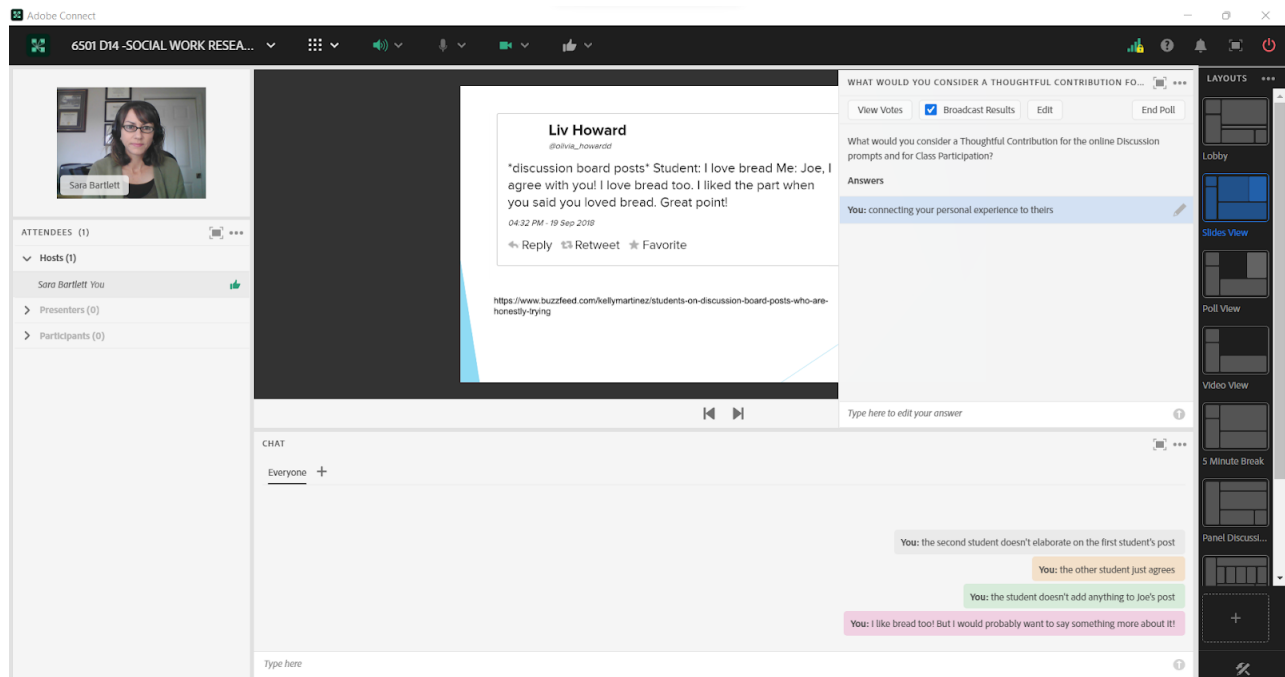 Adobe Connect
6501 D14 -SOCIAL WORK RESEA...
Sara Bartlett
ATTENDEES (1)
Hosts (1)
Sara Bartlett You
Presenters (0)
Participants (0)
Liv Howard
@olivia_howardd
*discussion board posts* Student: I love bread Me: Joe, I
agree with you! I love bread too. I liked the part when
you said you loved bread. Great point!
04:32 PM - 19 Sep 2018
Reply Retweet Favorite
https://www.buzzfeed.com/kellymartinez/students-on-discussion-board-posts-who-are-
honestly-trying
WHAT WOULD YOU CONSIDER A THOUGHTFUL CONTRIBUTION FO...
View Votes Broadcast Results Edit End Poll
What would you consider a Thoughtful Contribution for the online Discussion
prompts and for Class Participation?
Answers
You: connecting your personal experience to theirs
Type here to edit your answer
CHAT
Everyone
You: the second student doesn't elaborate on the first student's post
You: the other student just agrees
You: the student doesn't add anything to Joe's post
You: I like bread too! But I would probably want to say something more about it!
Type here
LAYOUTS
Lobby
Slides View
Poll View
Video View
5 Minute Break
Panel Discussi...